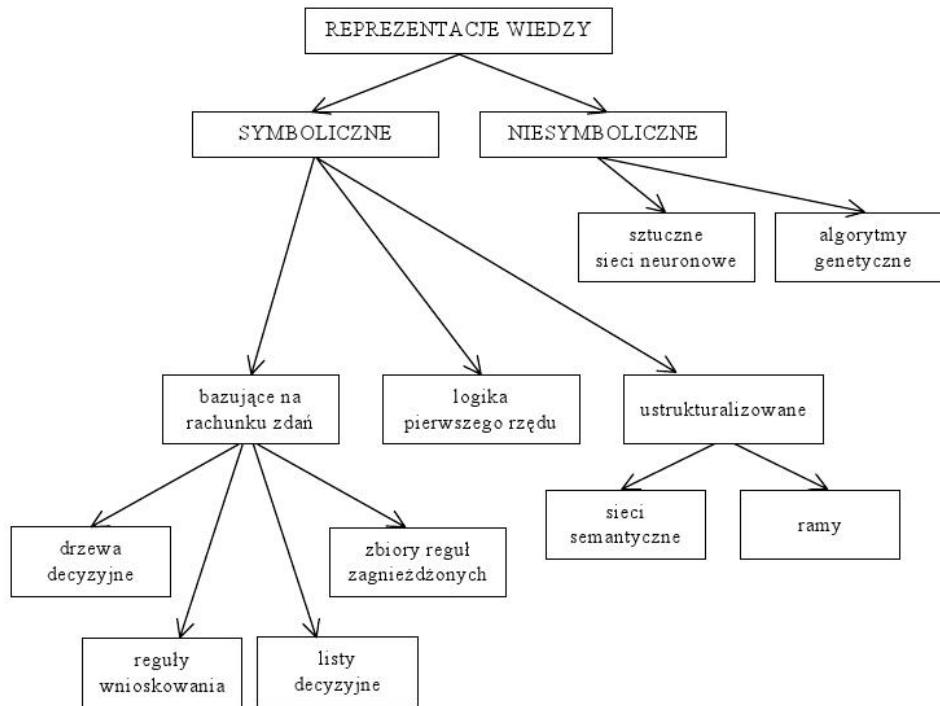 REPREZENTACJE WIEDZY
SYMBOLICZNE
NIESYMBOLICZNE
sztuczne
sieci neuronowe
algorytmy
genetyczne
bazujące na
rachunku zdań
logika
pierwszego rzędu
ustrukturalizowane
sieci
semantyczne
ramy
drzewa
decyzyjne
zbiory reguł
zagnieżdżonych
reguły
wnioskowania
listy
decyzyjne